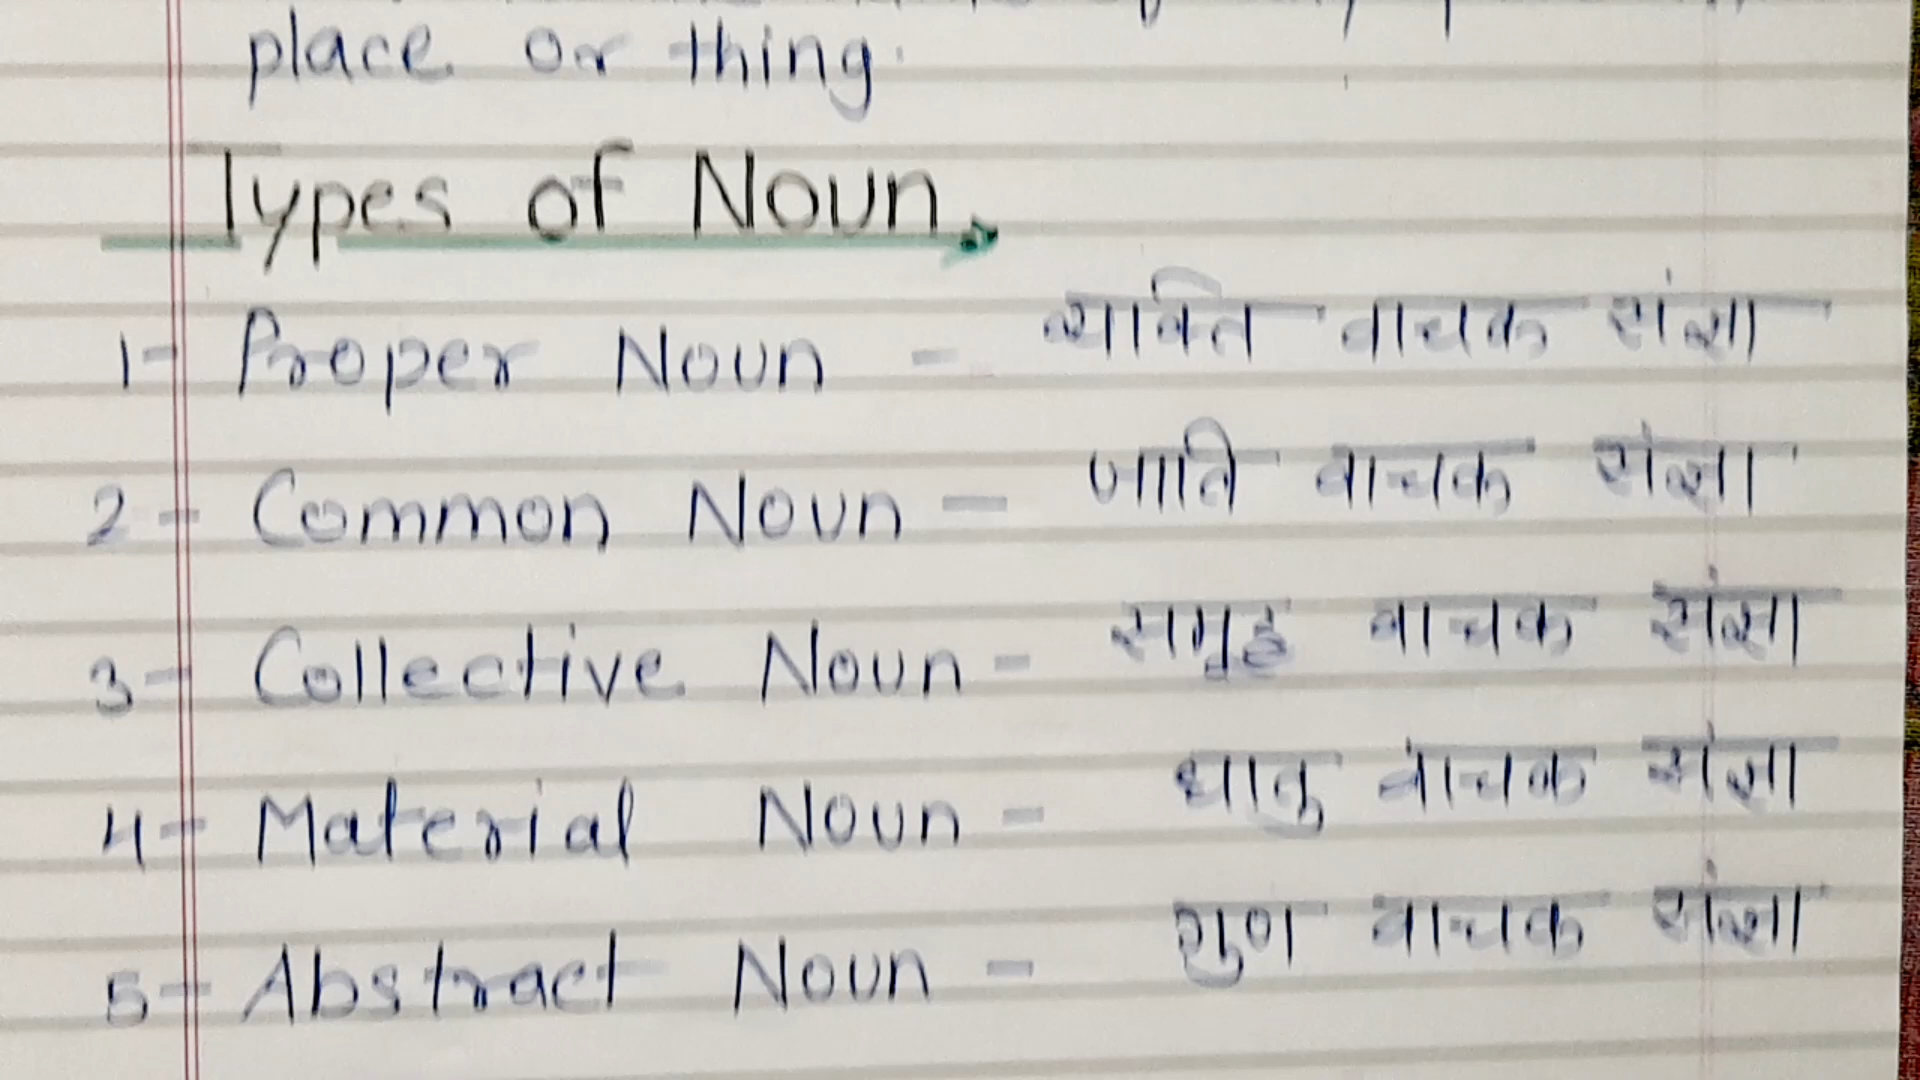 place or thing.
Types of Noun
1- Proper Noun - व्यक्ति वाचक संज्ञा
2- Common Noun - जाति वाचक संज्ञा
3- Collective Noun - समूह वाचक संज्ञा
4- Material Noun - धातु वाचक संज्ञा
5- Abstract Noun - गुण वाचक संज्ञा